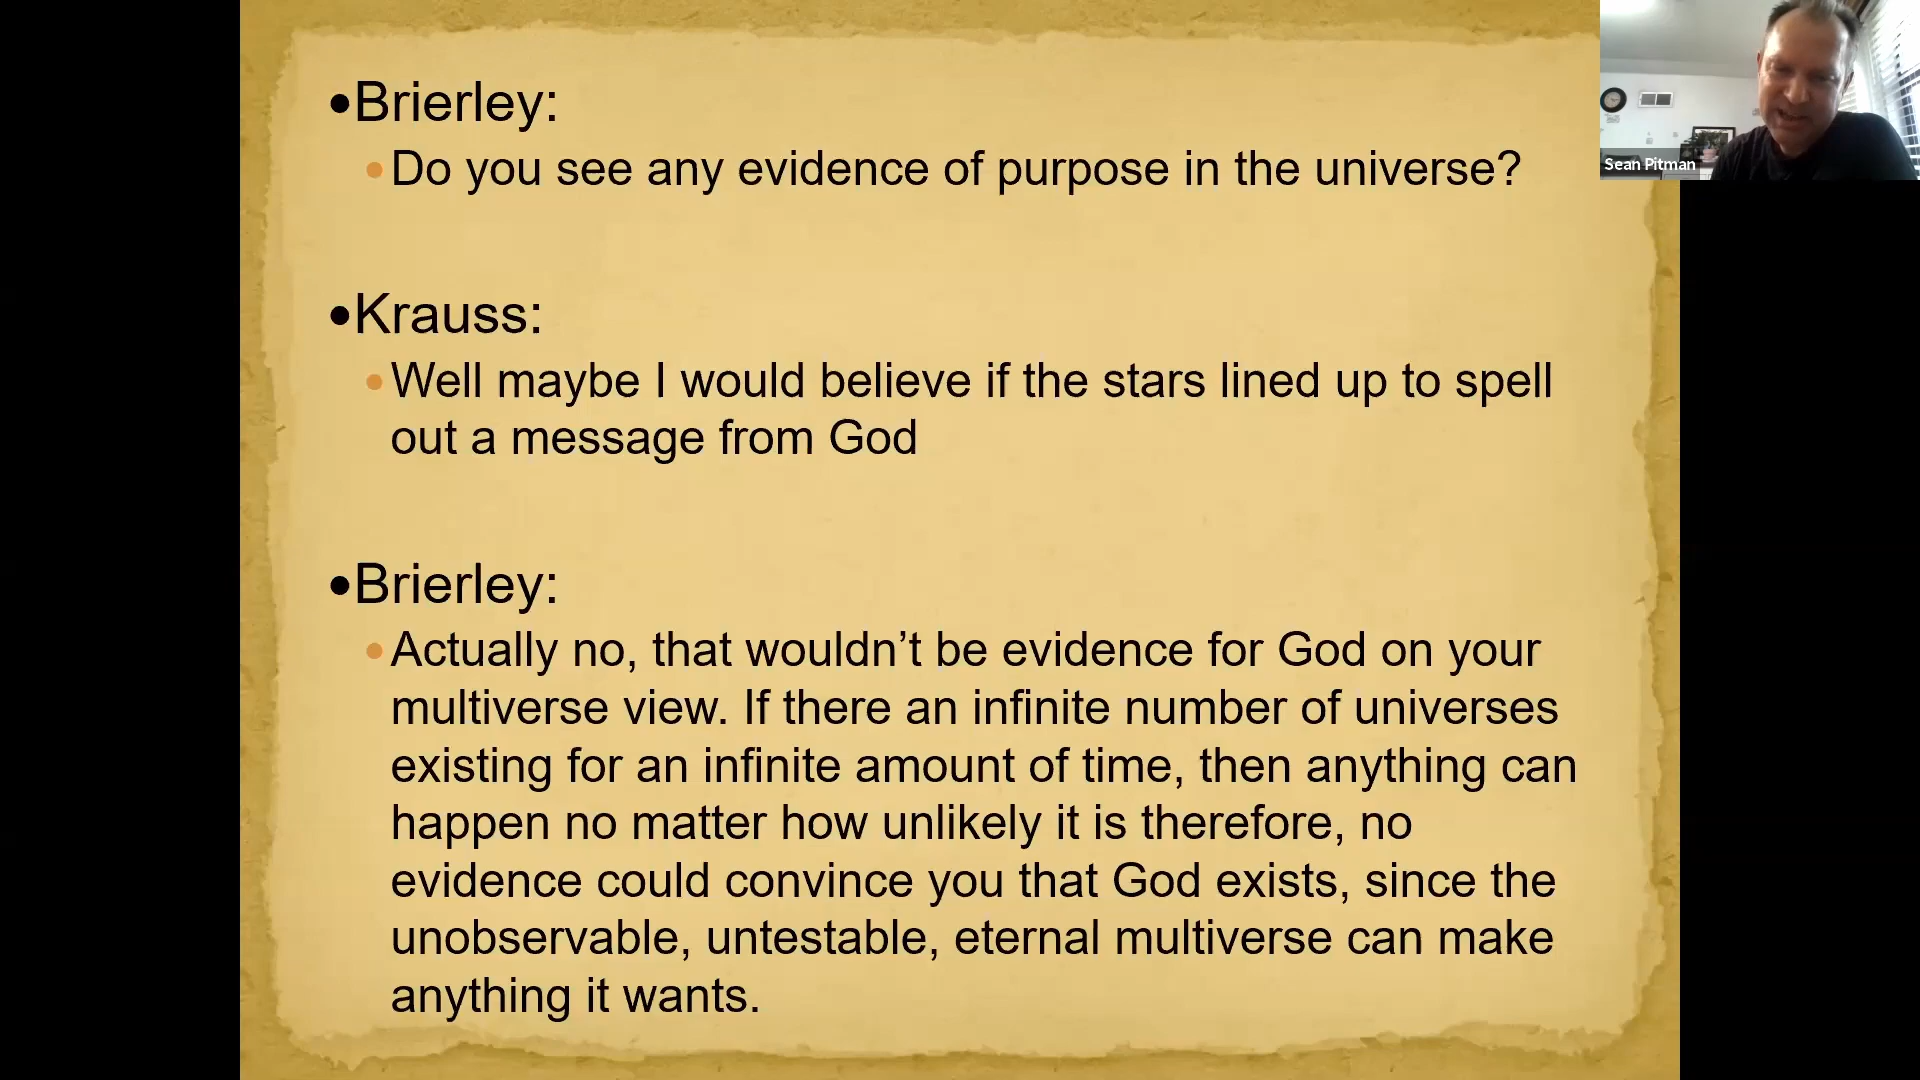 •Brierley:
•Do you see any evidence of purpose in the universe?
•Krauss:
•Well maybe I would believe if the stars lined up to spell
out a message from God
•Brierley:
•Actually no, that wouldn’t be evidence for God on your
multiverse view. If there an infinite number of universes
existing for an infinite amount of time, then anything can
happen no matter how unlikely it is therefore, no
evidence could convince you that God exists, since the
unobservable, untestable, eternal multiverse can make
anything it wants.
Sean Pitman